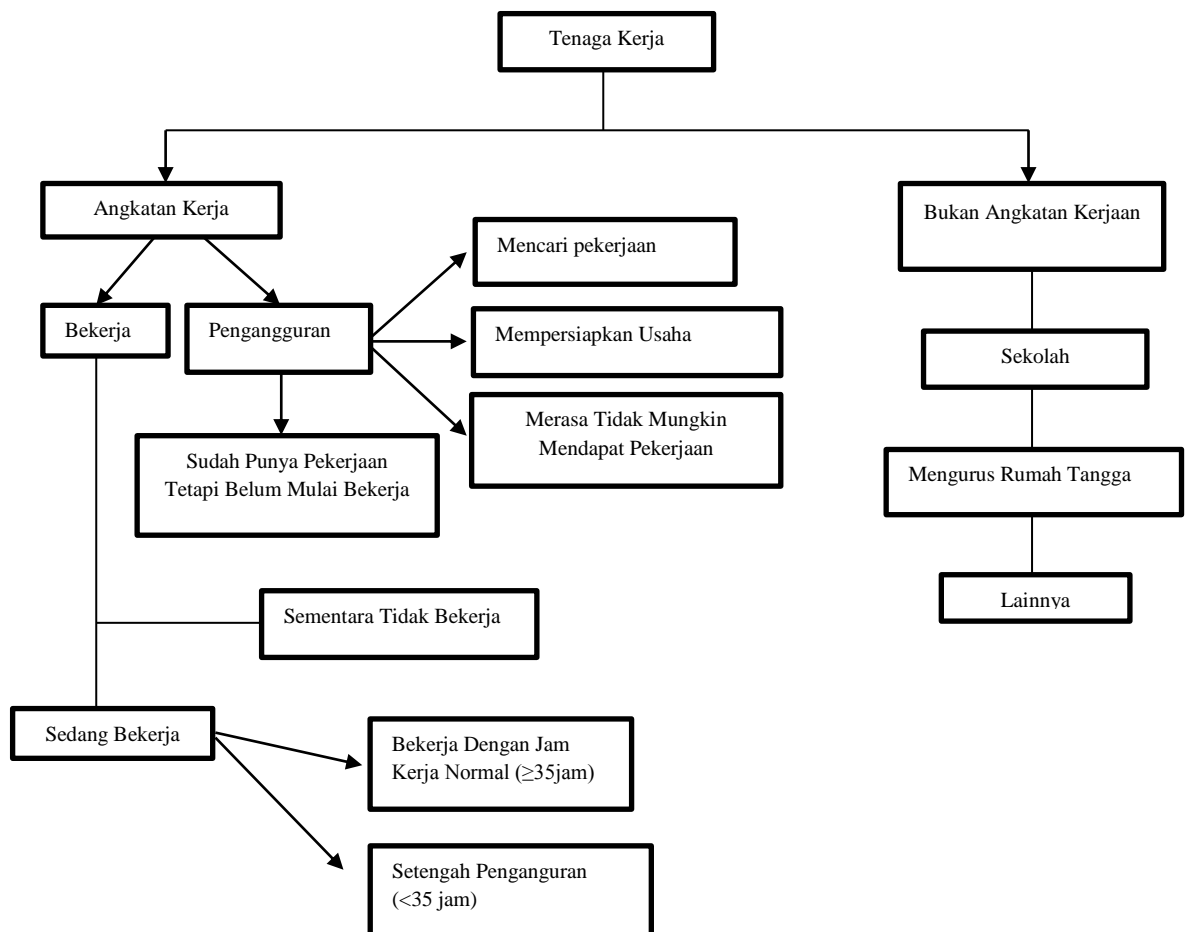 Tenaga Kerja
Angkatan Kerja
Bukan Angkatan Kerjaan
Mencari pekerjaan
Bekerja
Pengangguran
Mempersiapkan Usaha
Sekolah
Merasa Tidak Mungkin
Mendapat Pekerjaan
Sudah Punya Pekerjaan
Tetapi Belum Mulai Bekerja
Mengurus Rumah Tangga
Lainnya
Sementara Tidak Bekerja
Sedang Bekerja
Bekerja Dengan Jam
Kerja Normal (≥35jam)
Setengah Penganguran
(<35 jam)